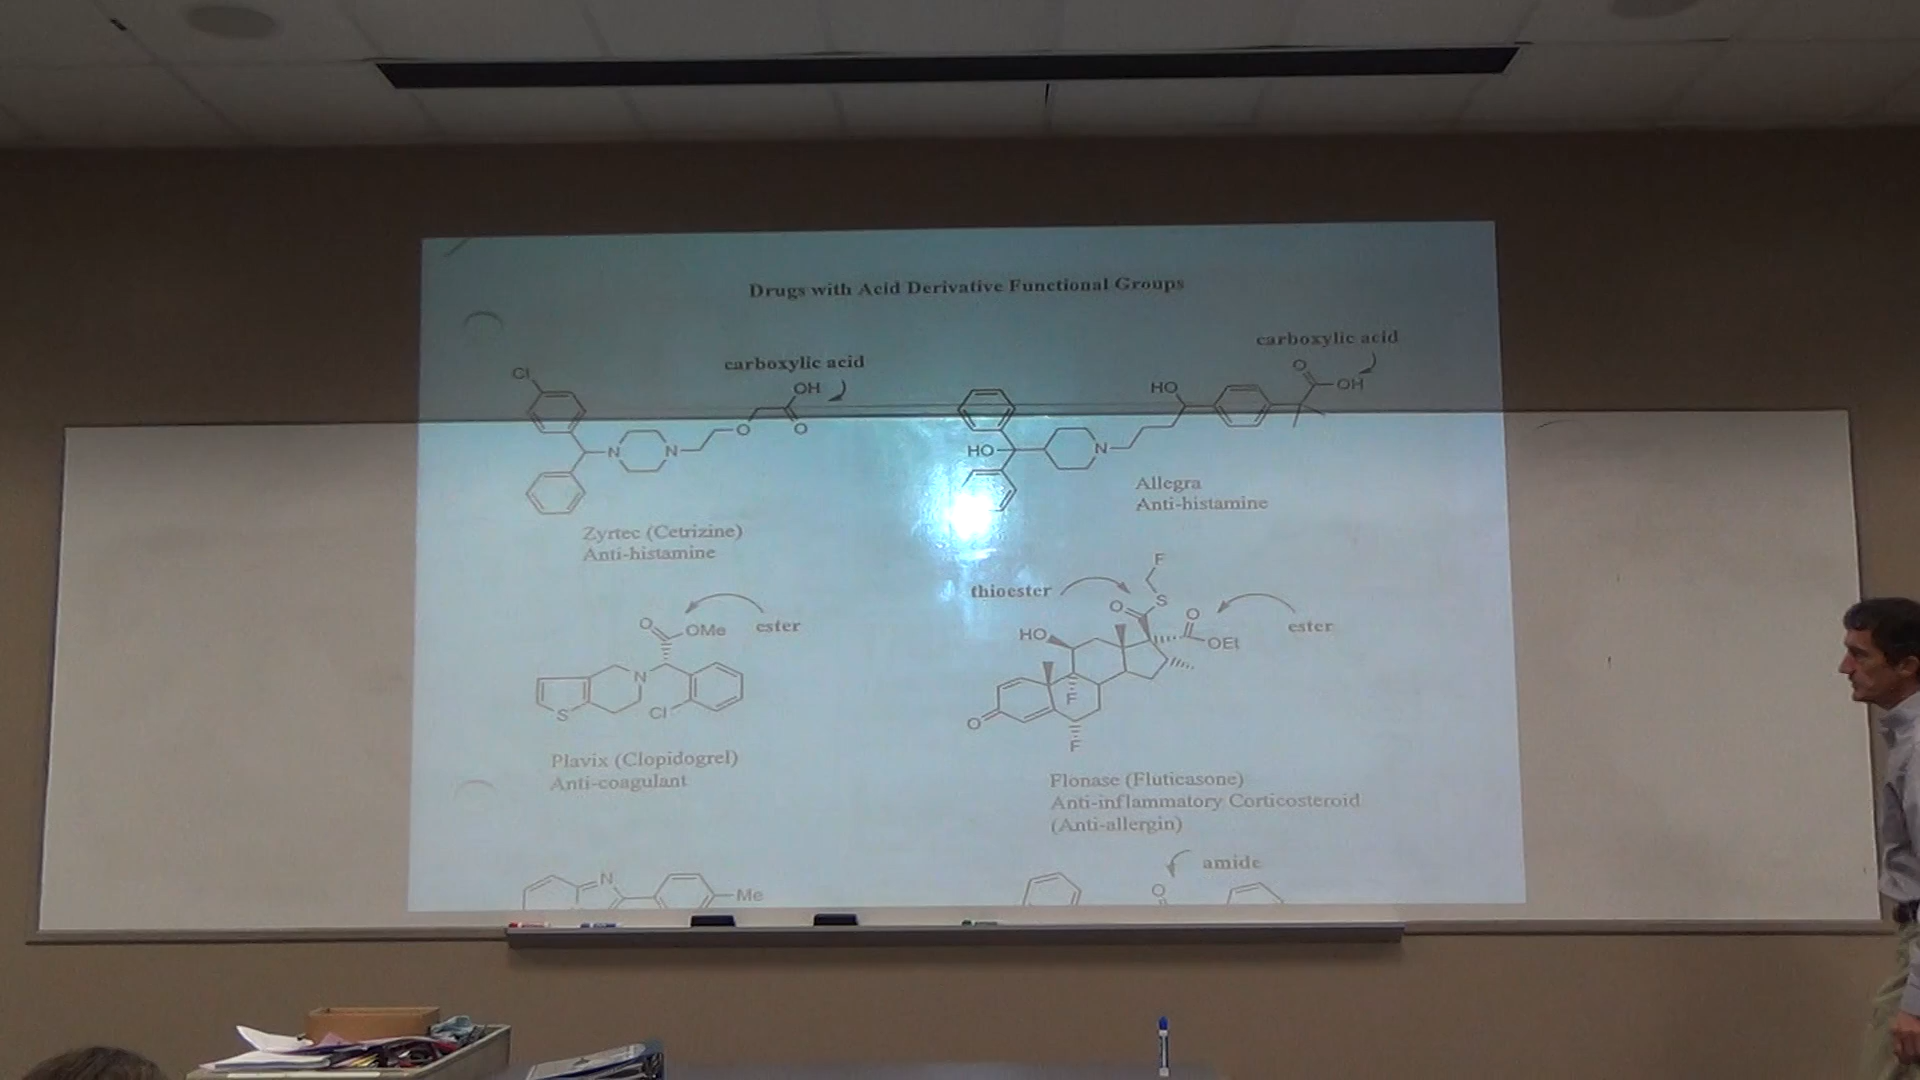 Drugs with Acid Derivative Functional Groups
carboxylic acid
Cl
OH
O
O
N
N
Zyrtec (Cetrizine)
Anti-histamine
carboxylic acid
O
OH
HO
HO
N
Allegra
Anti-histamine
O
OMe
ester
N
S
Cl
Plavix (Clopidogrel)
Anti-coagulant
F
thioester
S
O
O
ester
HO
OEt
F
O
F
Flonase (Fluticasone)
Anti-inflammatory Corticosteroid
(Anti-allergin)
N
Me
amide
O